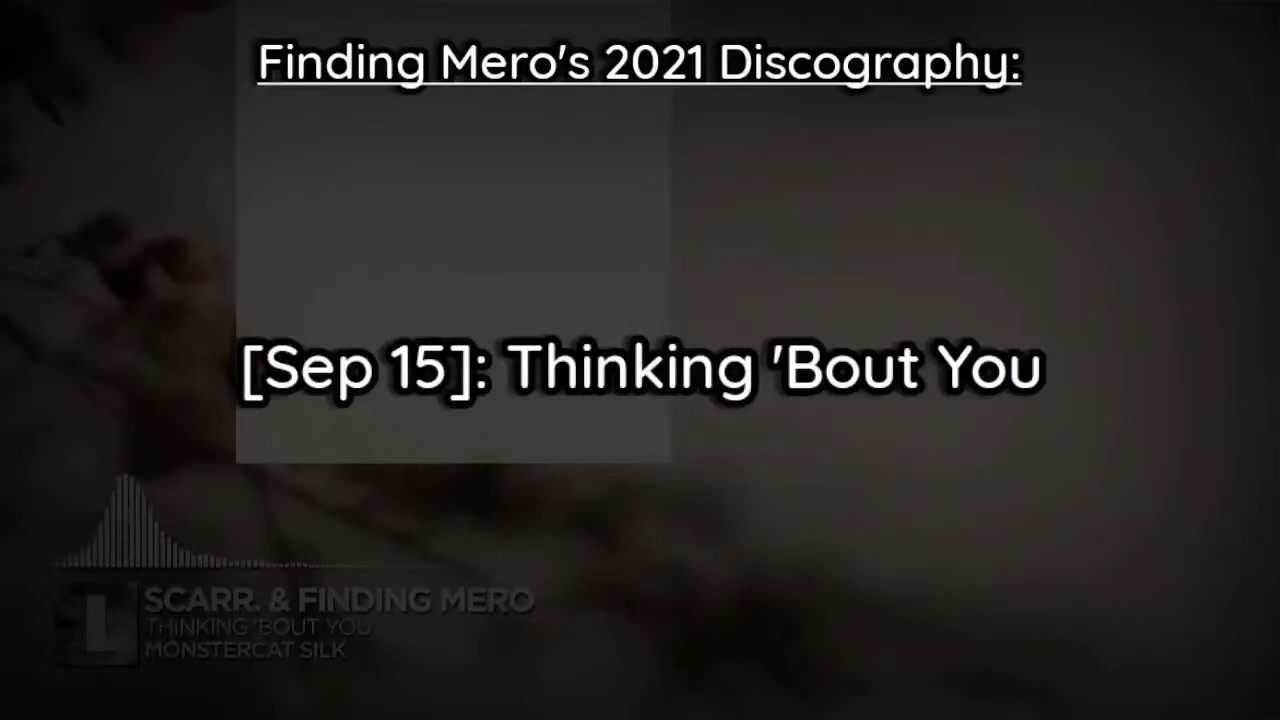 Finding Mero's 2021 Discography:
[Sep 15]: Thinking 'Bout You
SCARR. & FINDING MERO
THINKING 'BOUT YOU
MONSTERCAT SILK
L